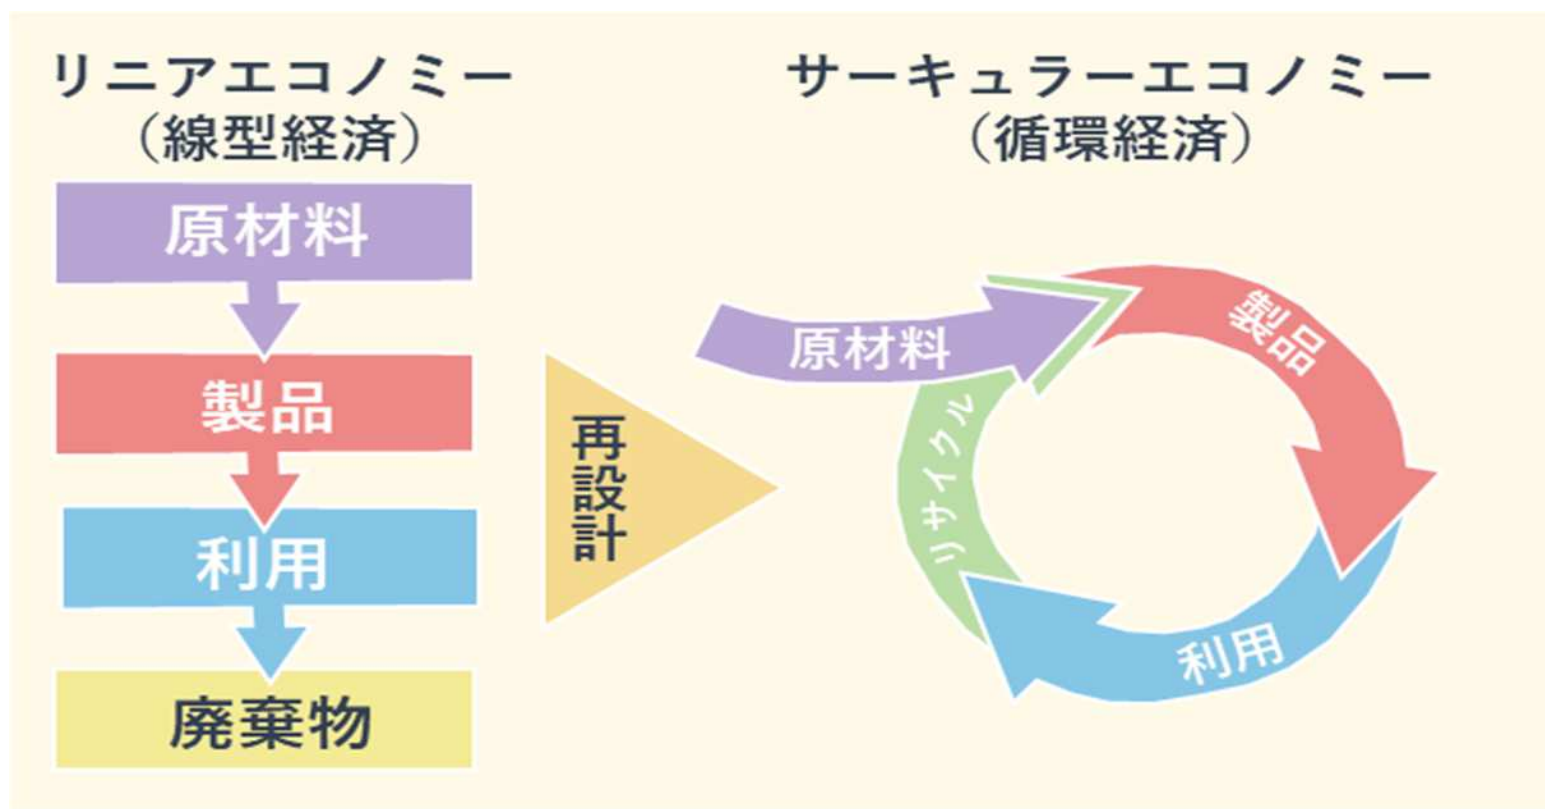 リニアエコノミー
（線型経済）
原材料
製品
利用
廃棄物
再設計
サーキュラーエコノミー
（循環経済）
原材料
製品
利用
リサイクル